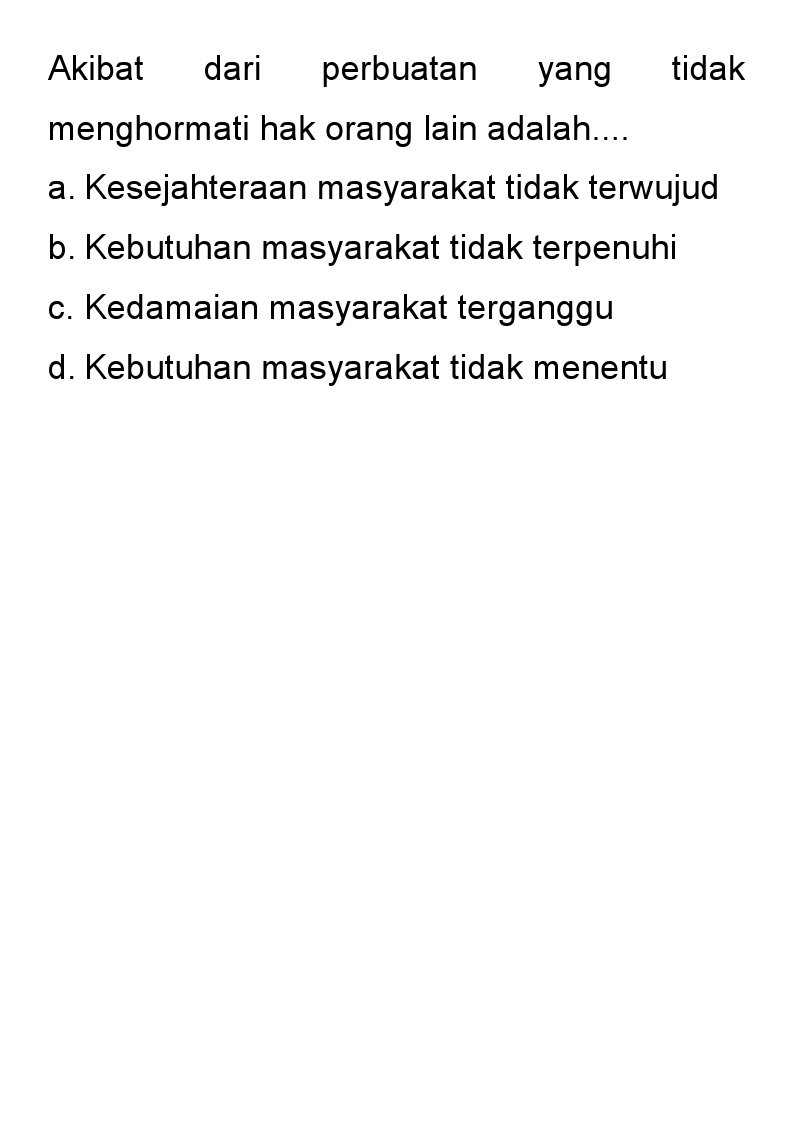 Akibat dari perbuatan yang tidak
menghormati hak orang lain adalah....
a. Kesejahteraan masyarakat tidak terwujud
b. Kebutuhan masyarakat tidak terpenuhi
c. Kedamaian masyarakat terganggu
d. Kebutuhan masyarakat tidak menentu